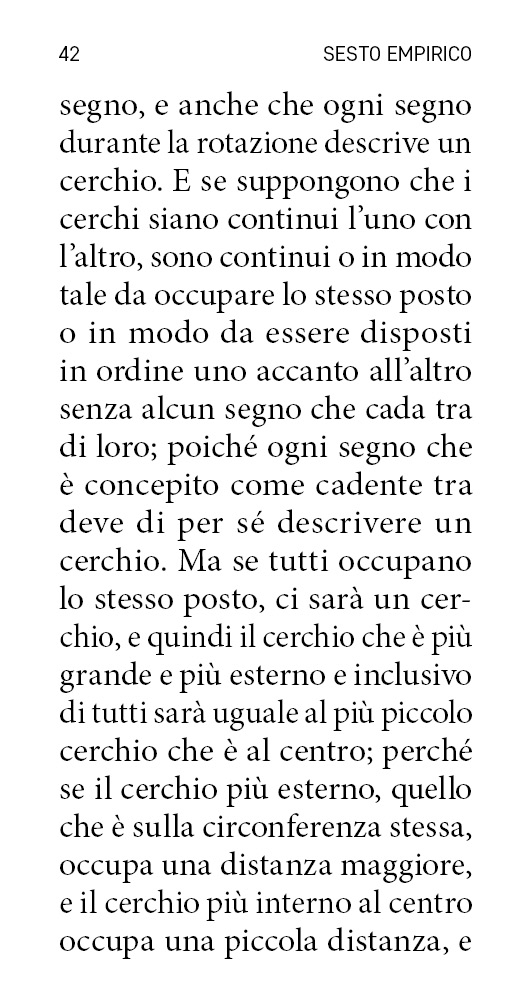 42 SESTO EMPIRICO
segno, e anche che ogni segno
durante la rotazione descrive un
cerchio. E se suppongono che i
cerchi siano continui l’uno con
l’altro, sono continui o in modo
tale da occupare lo stesso posto
o in modo da essere disposti
in ordine uno accanto all’altro
senza alcun segno che cada tra
di loro; poiché ogni segno che
è concepito come cadente tra
deve di per sé descrivere un
cerchio. Ma se tutti occupano
lo stesso posto, ci sarà un cer-
chio, e quindi il cerchio che è più
grande e più esterno e inclusivo
di tutti sarà uguale al più piccolo
cerchio che è al centro; perché
se il cerchio più esterno, quello
che è sulla circonferenza stessa,
occupa una distanza maggiore,
e il cerchio più interno al centro
occupa una piccola distanza, e